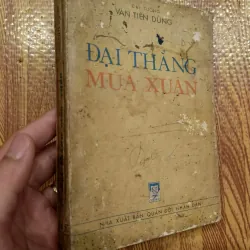 VĂN TIẾN DŨNG
ĐẠI THẮNG
MÙA XUÂN
NHÀ XUẤT BẢN QUÂN ĐỘI NHÂN DÂN